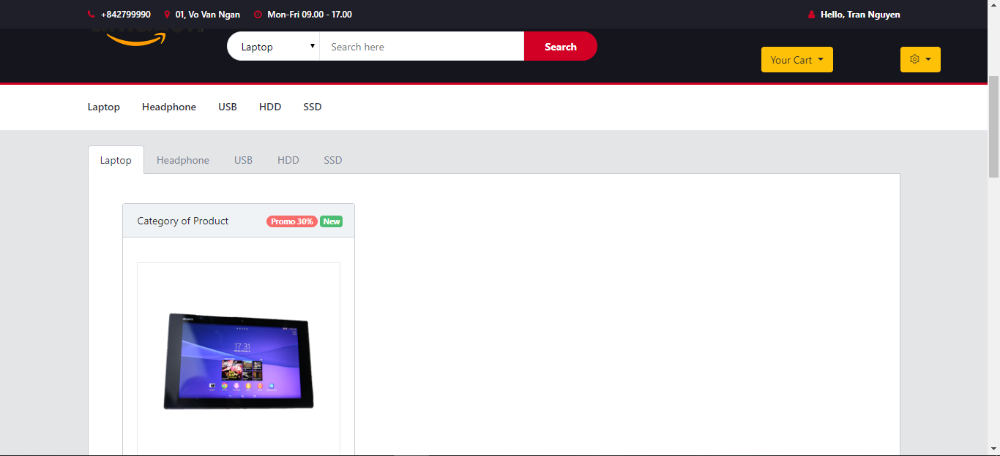 +842799990 01, Vo Van Ngan Mon-Fri 09.00 - 17.00 Hello, Tran Nguyen
Laptop Search here Search
Your Cart
Laptop Headphone USB HDD SSD
Laptop Headphone USB HDD SSD
Category of Product Promo 30% New
SONY
17:31